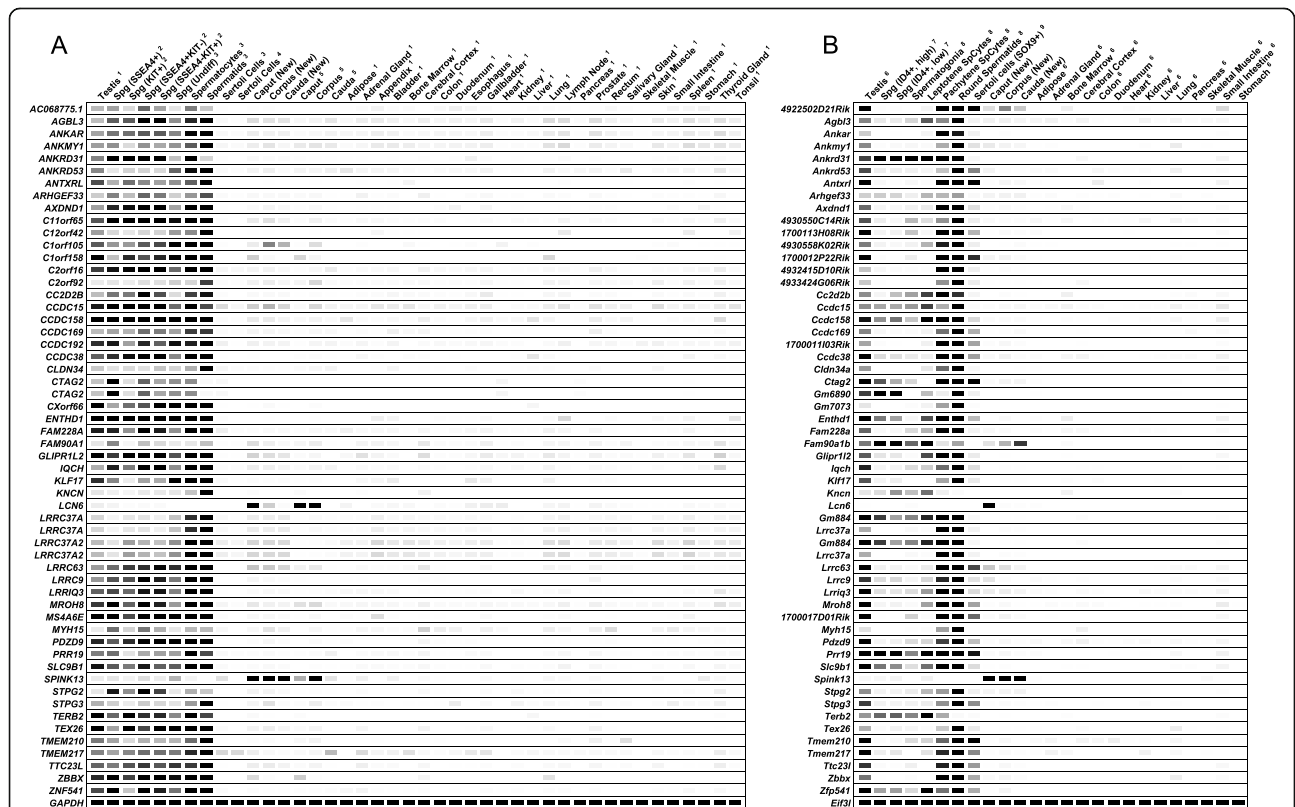 A
B
Testis 1
Spg (SSEA4+) 2
Spg (KIT+) 2
Spg (SSEA4+KIT-) 2
Spg (SSEA4-KIT+) 2
Spg (Undiff) 3
Spermatocytes 3
Spermatids 3
Sertoli Cells 3
Sertoli Cells 4
Caput (New)
Corpus (New)
Cauda (New)
Caput 5
Corpus 5
Cauda 5
Adipose 1
Adrenal Gland 1
Appendix 1
Bladder 1
Bone Marrow 1
Cerebral Cortex 1
Colon 1
Duodenum 1
Esophagus 1
Gallbladder 1
Heart 1
Kidney 1
Liver 1
Lung 1
Lymph Node 1
Pancreas 1
Prostate 1
Rectum 1
Salivary Gland 1
Skeletal Muscle 1
Skin 1
Small Intestine 1
Spleen 1
Stomach 1
Thyroid Gland 1
Tonsil 1
AC068775.1
AGBL3
ANKAR
ANKMY1
ANKRD31
ANKRD53
ANTXRL
ARHGEF33
AXDND1
C11orf65
C12orf42
C1orf105
C1orf158
C2orf16
C2orf92
CC2D2B
CCDC15
CCDC158
CCDC169
CCDC192
CCDC38
CLDN34
CTAG2
CTAG2
CXorf66
ENTHD1
FAM228A
FAM90A1
GLIPR1L2
IQCH
KLF17
KNCN
LCN6
LRRC37A
LRRC37A
LRRC37A2
LRRC37A2
LRRC63
LRRC9
LRRIQ3
MROH8
MS4A6E
MYH15
PDZD9
PRR19
SLC9B1
SPINK13
STPG2
STPG3
TERB2
TEX26
TMEM210
TMEM217
TTC23L
ZBBX
ZNF541
GAPDH
Testis 6
Spg (ID4+, high) 7
Spg (ID4+, low) 7
Spermatogonia 8
Leptotene SpCytes 8
Pachytene SpCytes 8
Round Spermatids 8
Sertoli cells (SOX9+) 9
Caput (New)
Corpus (New)
Cauda (New)
Adipose 6
Adrenal Gland 6
Bone Marrow 6
Cerebral Cortex 6
Colon 6
Duodenum 6
Heart 6
Kidney 6
Liver 6
Lung 6
Pancreas 6
Skeletal Muscle 6
Small Intestine 6
Stomach 6
4922502D21Rik
Agbl3
Ankar
Ankmy1
Ankrd31
Ankrd53
Antxrl
Arhgef33
Axdnd1
4930550C14Rik
1700113H08Rik
4930558K02Rik
1700012P22Rik
4932415D10Rik
4933424G06Rik
Cc2d2b
Ccdc15
Ccdc158
Ccdc169
1700011I03Rik
Ccdc38
Cldn34a
Ctag2
Gm6890
Gm7073
Enthd1
Fam228a
Fam90a1b
Glipr1l2
Iqch
Klf17
Kncn
Lcn6
Gm884
Lrrc37a
Gm884
Lrrc37a
Lrrc63
Lrrc9
Lrriq3
Mroh8
1700017D01Rik
Myh15
Pdzd9
Prr19
Slc9b1
Spink13
Stpg2
Stpg3
Terb2
Tex26
Tmem210
Tmem217
Ttc23l
Zbbx
Zfp541
Eif3l